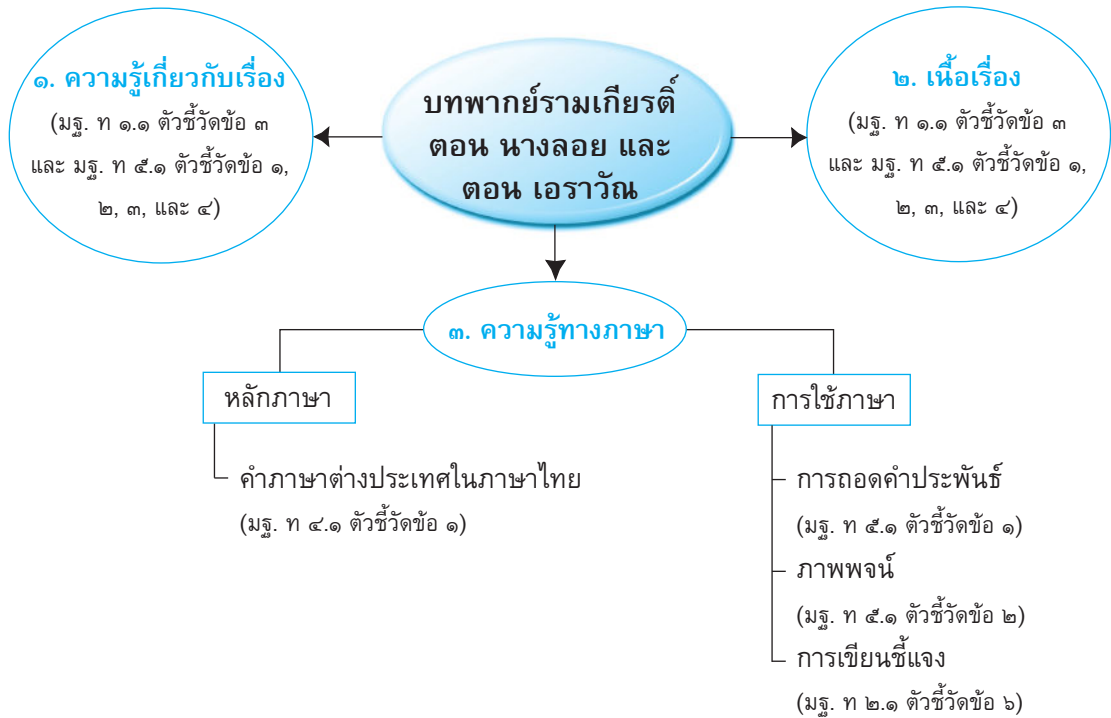 บทพากย์รามเกียรติ์
ตอน นางลอย และ
ตอน เอราวัณ
๑. ความรู้เกี่ยวกับเรื่อง
(มฐ. ท ๑.๑ ตัวชี้วัดข้อ ๓
และ มฐ. ท ๕.๑ ตัวชี้วัดข้อ ๑,
๒, ๓, และ ๔)
๒. เนื้อเรื่อง
(มฐ. ท ๑.๑ ตัวชี้วัดข้อ ๓
และ มฐ. ท ๕.๑ ตัวชี้วัดข้อ ๑,
๒, ๓, และ ๔)
๓. ความรู้ทางภาษา
หลักภาษา
คำภาษาต่างประเทศในภาษาไทย
(มฐ. ท ๔.๑ ตัวชี้วัดข้อ ๑)
การใช้ภาษา
การถอดคำประพันธ์
(มฐ. ท ๕.๑ ตัวชี้วัดข้อ ๑)
ภาพพจน์
(มฐ. ท ๕.๑ ตัวชี้วัดข้อ ๒)
การเขียนชี้แจง
(มฐ. ท ๒.๑ ตัวชี้วัดข้อ ๖)